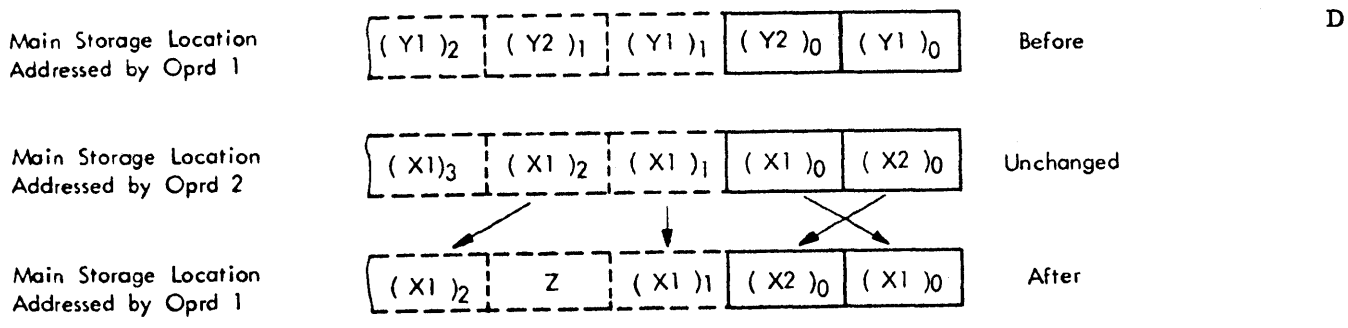 D
Main Storage Location ( Y1 )2 ( Y2 )1 ( Y1 )1 ( Y2 )0 ( Y1 )0 Before
Addressed by Oprd 1
Main Storage Location ( X1)3 ( X1 )2 ( X1 )1 ( X1 )0 ( X2 )0 Unchanged
Addressed by Oprd 2
Main Storage Location ( X1 )2 Z ( X1 )1 ( X2 )0 ( X1 )0 After
Addressed by Oprd 1